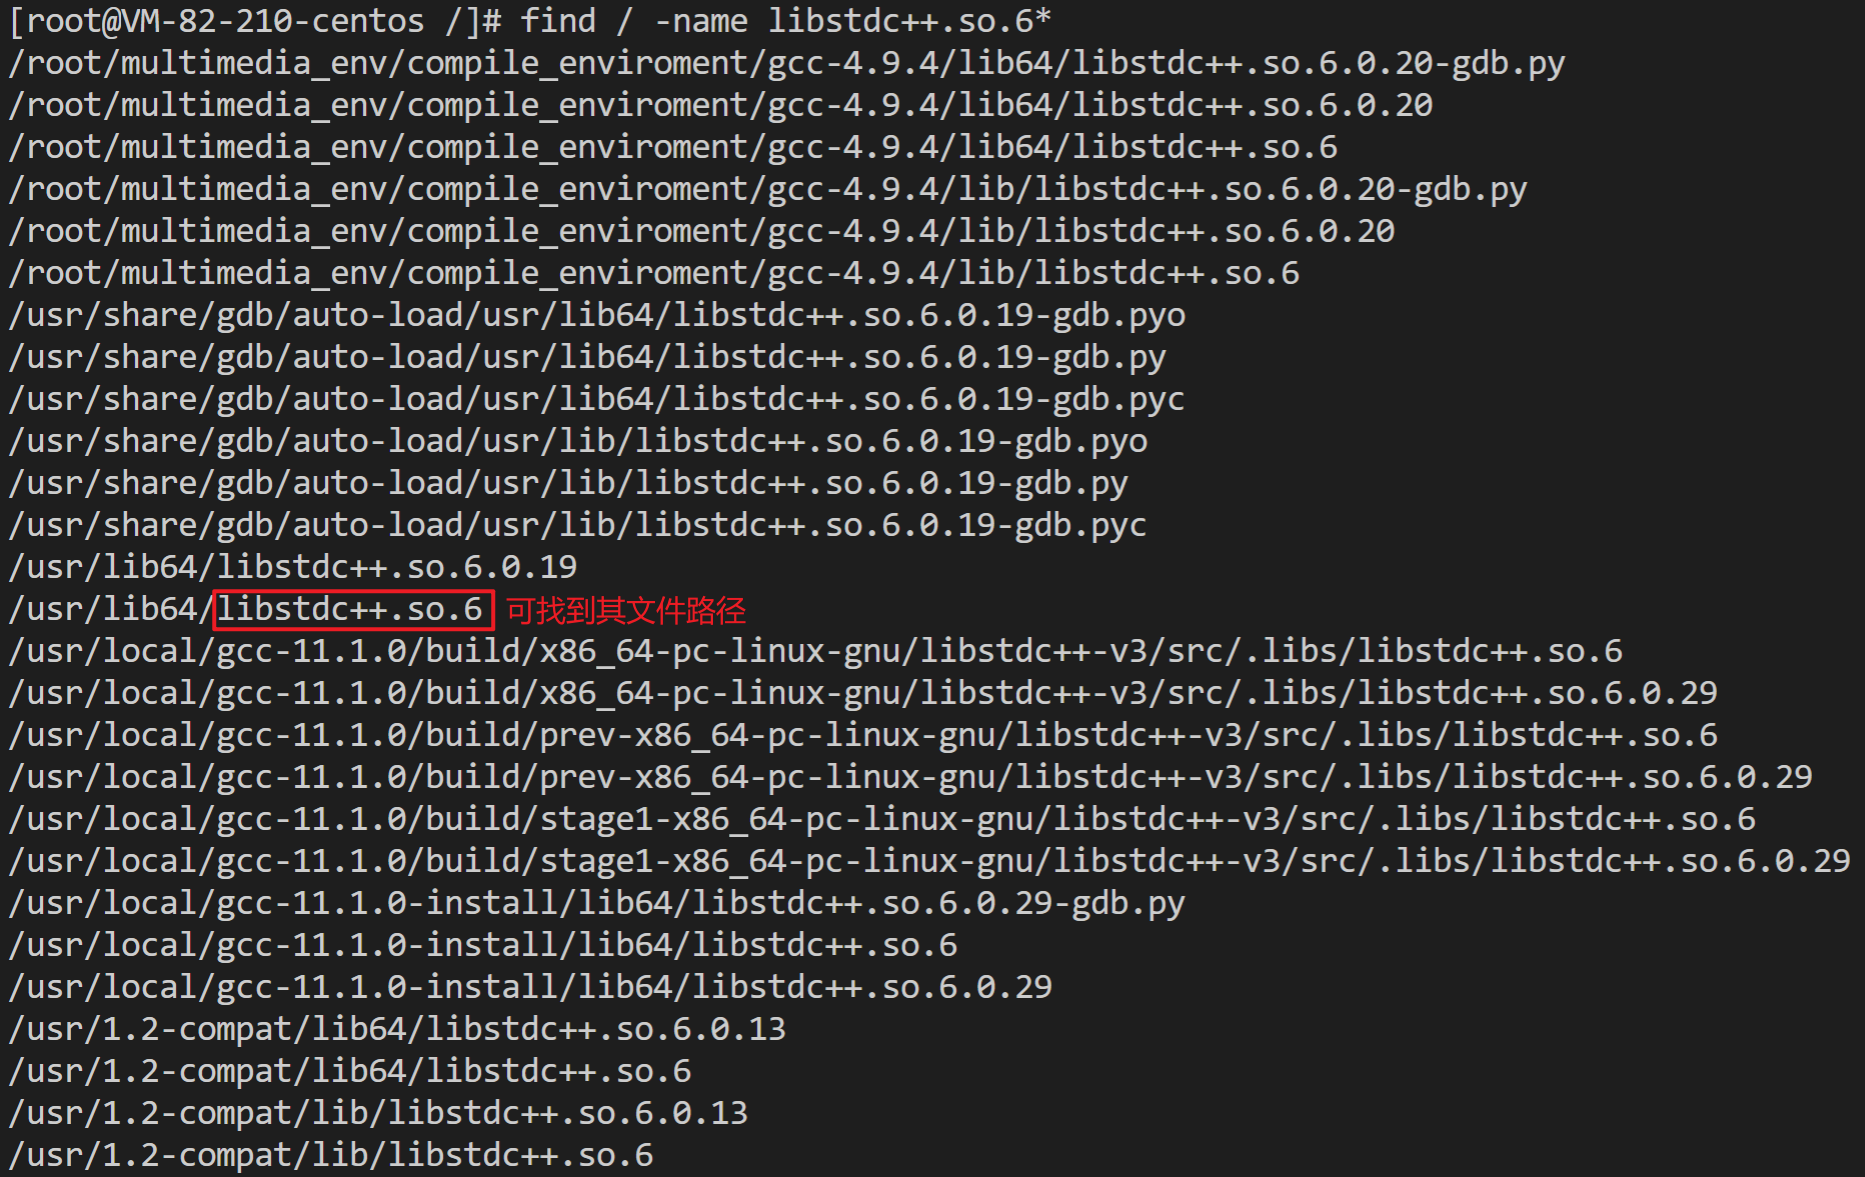 [root@VM-82-210-centos /]# find / -name libstdc++.so.6*
/root/multimedia_env/compile_enviroment/gcc-4.9.4/lib64/libstdc++.so.6.0.20-gdb.py
/root/multimedia_env/compile_enviroment/gcc-4.9.4/lib64/libstdc++.so.6.0.20
/root/multimedia_env/compile_enviroment/gcc-4.9.4/lib64/libstdc++.so.6
/root/multimedia_env/compile_enviroment/gcc-4.9.4/lib/libstdc++.so.6.0.20-gdb.py
/root/multimedia_env/compile_enviroment/gcc-4.9.4/lib/libstdc++.so.6.0.20
/root/multimedia_env/compile_enviroment/gcc-4.9.4/lib/libstdc++.so.6
/usr/share/gdb/auto-load/usr/lib64/libstdc++.so.6.0.19-gdb.pyo
/usr/share/gdb/auto-load/usr/lib64/libstdc++.so.6.0.19-gdb.py
/usr/share/gdb/auto-load/usr/lib64/libstdc++.so.6.0.19-gdb.pyc
/usr/share/gdb/auto-load/usr/lib/libstdc++.so.6.0.19-gdb.pyo
/usr/share/gdb/auto-load/usr/lib/libstdc++.so.6.0.19-gdb.py
/usr/share/gdb/auto-load/usr/lib/libstdc++.so.6.0.19-gdb.pyc
/usr/lib64/libstdc++.so.6.0.19
/usr/lib64/libstdc++.so.6 可找到其文件路径
/usr/local/gcc-11.1.0/build/x86_64-pc-linux-gnu/libstdc++-v3/src/.libs/libstdc++.so.6
/usr/local/gcc-11.1.0/build/x86_64-pc-linux-gnu/libstdc++-v3/src/.libs/libstdc++.so.6.0.29
/usr/local/gcc-11.1.0/build/prev-x86_64-pc-linux-gnu/libstdc++-v3/src/.libs/libstdc++.so.6
/usr/local/gcc-11.1.0/build/prev-x86_64-pc-linux-gnu/libstdc++-v3/src/.libs/libstdc++.so.6.0.29
/usr/local/gcc-11.1.0/build/stage1-x86_64-pc-linux-gnu/libstdc++-v3/src/.libs/libstdc++.so.6
/usr/local/gcc-11.1.0/build/stage1-x86_64-pc-linux-gnu/libstdc++-v3/src/.libs/libstdc++.so.6.0.29
/usr/local/gcc-11.1.0-install/lib64/libstdc++.so.6.0.29-gdb.py
/usr/local/gcc-11.1.0-install/lib64/libstdc++.so.6
/usr/local/gcc-11.1.0-install/lib64/libstdc++.so.6.0.29
/usr/1.2-compat/lib64/libstdc++.so.6.0.13
/usr/1.2-compat/lib64/libstdc++.so.6
/usr/1.2-compat/lib/libstdc++.so.6.0.13
/usr/1.2-compat/lib/libstdc++.so.6